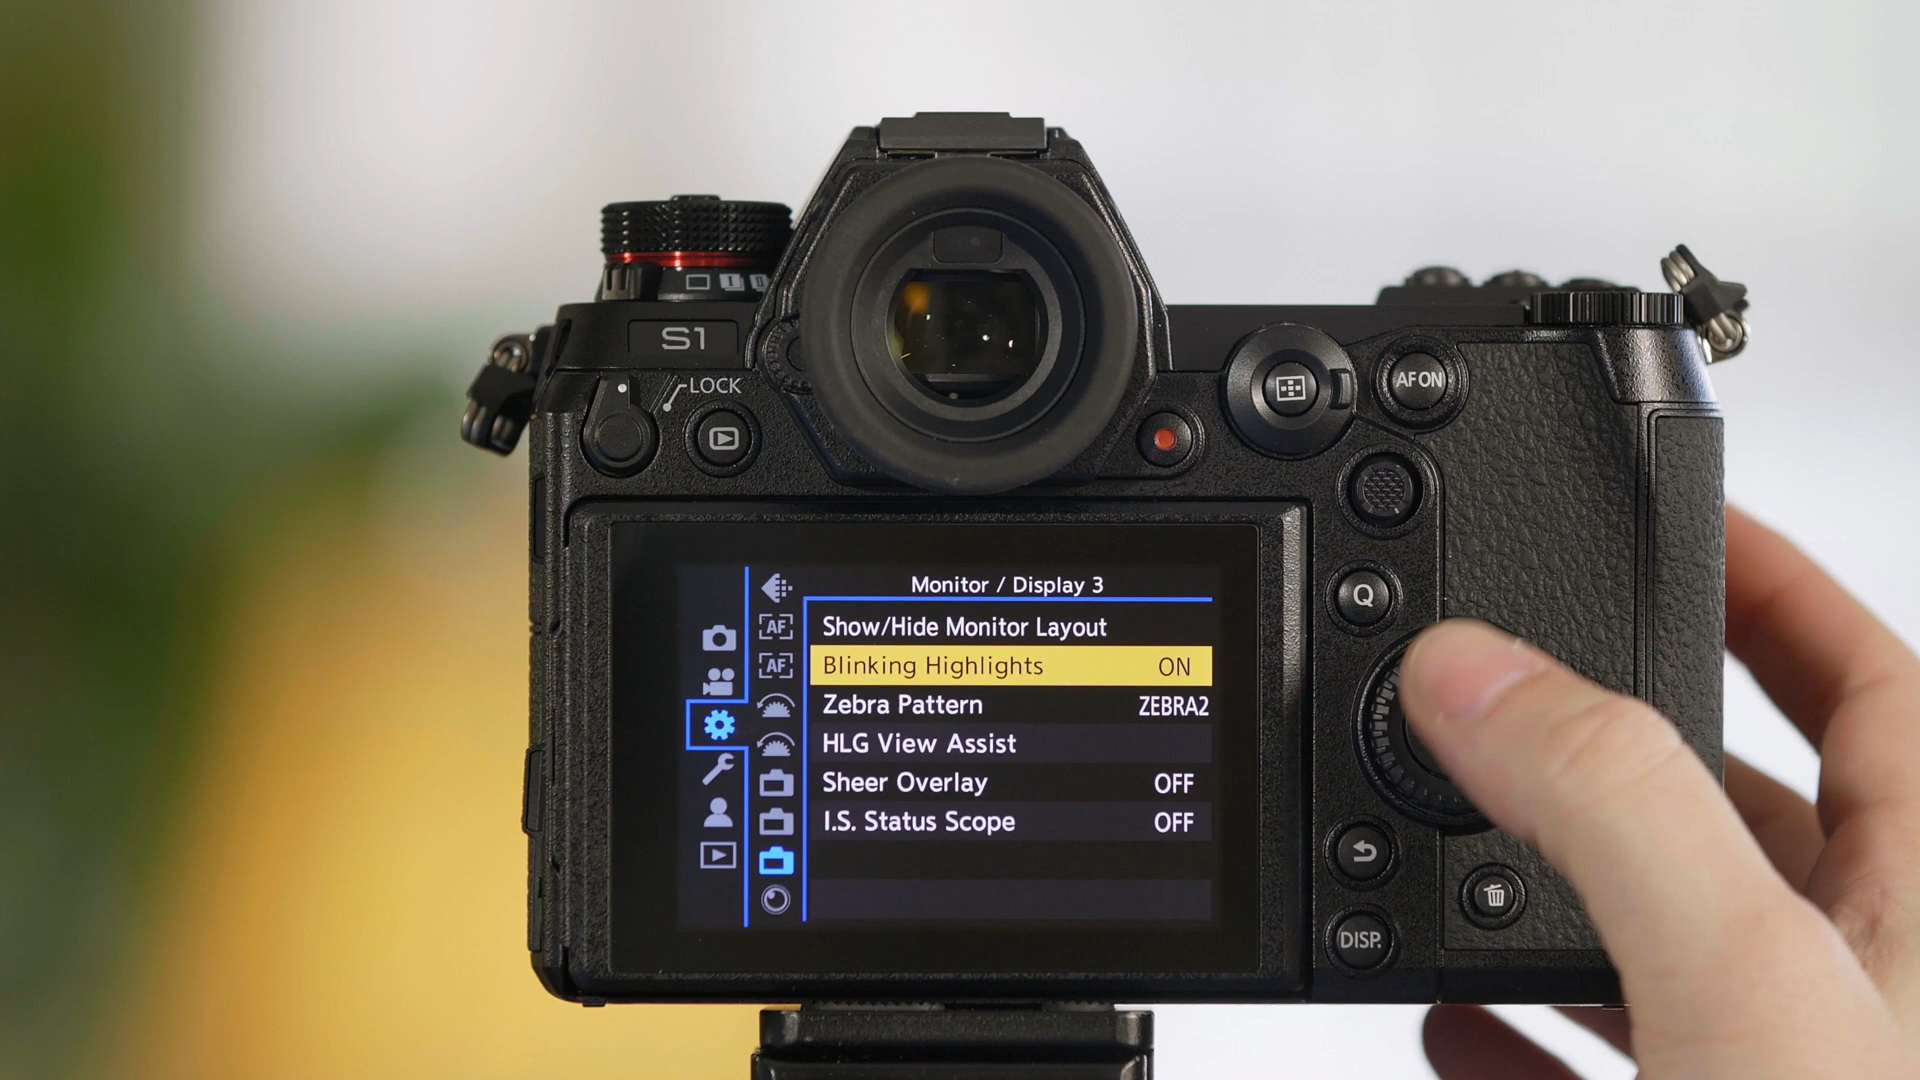 S1
LOCK
AF ON
Q
DISP.
Monitor / Display 3
AF
AF
Show/Hide Monitor Layout
Blinking Highlights ON
Zebra Pattern ZEBRA2
HLG View Assist
Sheer Overlay OFF
I.S. Status Scope OFF